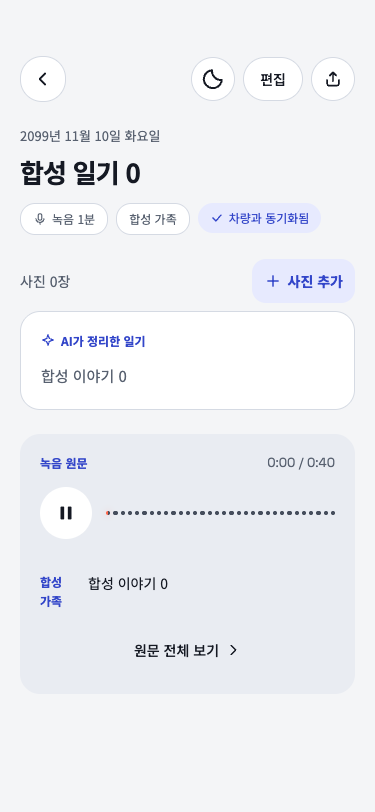 편집
2099년 11월 10일 화요일
합성 일기 0
녹음 1분
합성 가족
차량과 동기화됨
사진 0장
사진 추가
AI가 정리한 일기
합성 이야기 0
녹음 원문
0:00 / 0:40
합성
가족
합성 이야기 0
원문 전체 보기